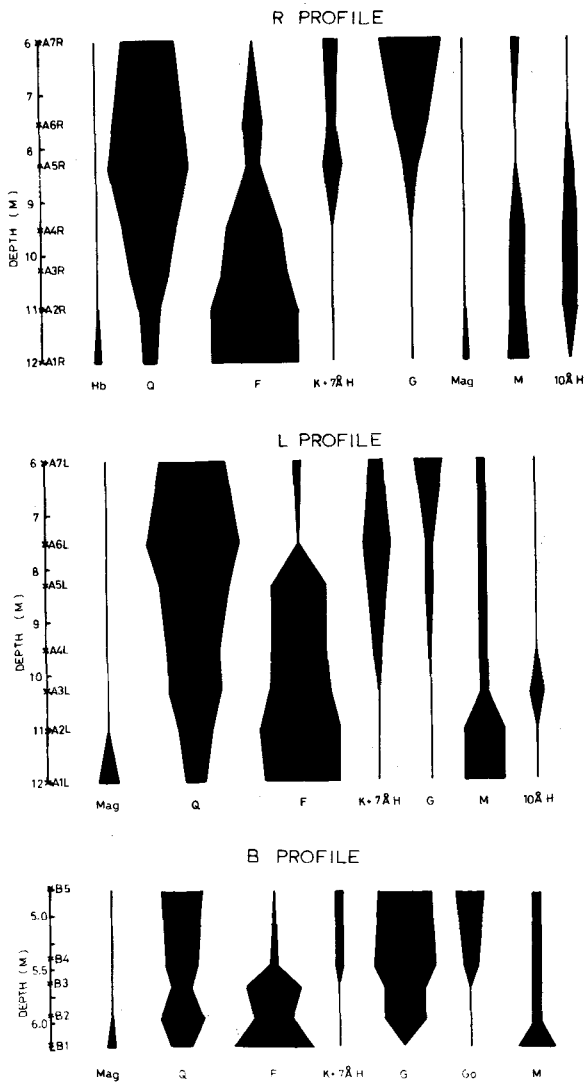 R PROFILE
6 A7R
7
A6R
8
A5R
9
A4R
10
A3R
11 A2R
12 A1R
DEPTH (M)
Hb Q F K+7Å H G Mag M 10Å H
L PROFILE
6 A7L
7
A6L
8
A5L
9
A4L
10
A3L
11 A2L
12 A1L
DEPTH (M)
Mag Q F K+7Å H G M 10Å H
B PROFILE
B5
5.0
B4
5.5
B3
B2
6.0
B1
DEPTH (M)
Mag Q F K+7Å H G Go M